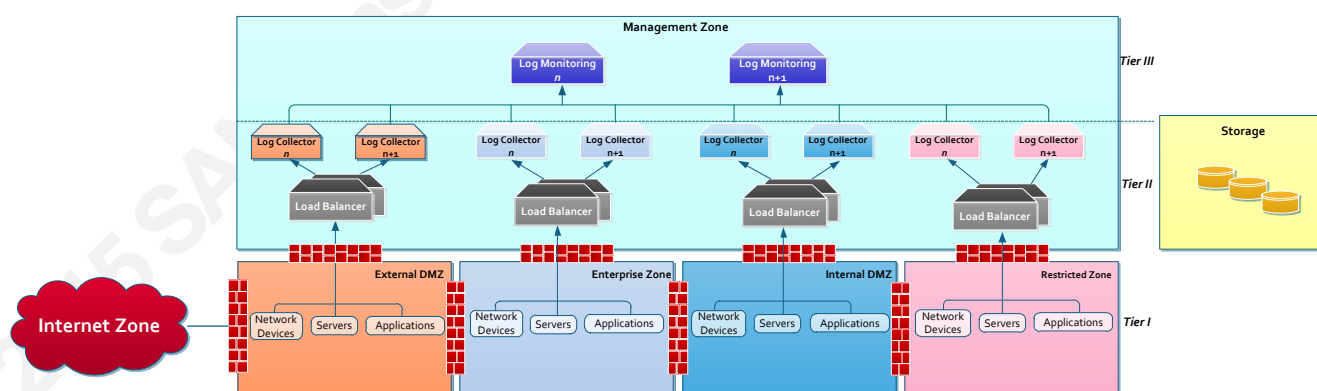 Management Zone
Log Monitoring
n
Log Monitoring
n+1
Tier III
Log Collector
n
Log Collector
n+1
Log Collector
n
Log Collector
n+1
Log Collector
n
Log Collector
n+1
Log Collector
n
Log Collector
n+1
Storage
Tier II
Load Balancer
Load Balancer
Load Balancer
Load Balancer
External DMZ
Enterprise Zone
Internal DMZ
Restricted Zone
Internet Zone
Network
Devices
Servers
Applications
Network
Devices
Servers
Applications
Network
Devices
Servers
Applications
Network
Devices
Servers
Applications
Tier I